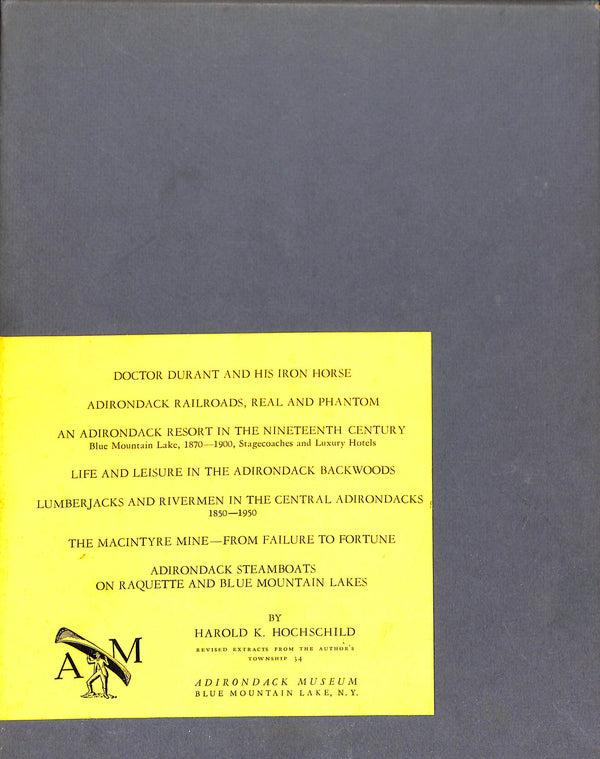 DOCTOR DURANT AND HIS IRON HORSE
ADIRONDACK RAILROADS, REAL AND PHANTOM
AN ADIRONDACK RESORT IN THE NINETEENTH CENTURY
Blue Mountain Lake, 1870—1900, Stagecoaches and Luxury Hotels
LIFE AND LEISURE IN THE ADIRONDACK BACKWOODS
LUMBERJACKS AND RIVERMEN IN THE CENTRAL ADIRONDACKS
1850—1950
THE MACINTYRE MINE—FROM FAILURE TO FORTUNE
ADIRONDACK STEAMBOATS
ON RAQUETTE AND BLUE MOUNTAIN LAKES
BY
HAROLD K. HOCHSCHILD
REVISED EXTRACTS FROM THE AUTHOR'S
TOWNSHIP 34
A M
ADIRONDACK MUSEUM
BLUE MOUNTAIN LAKE, N.Y.